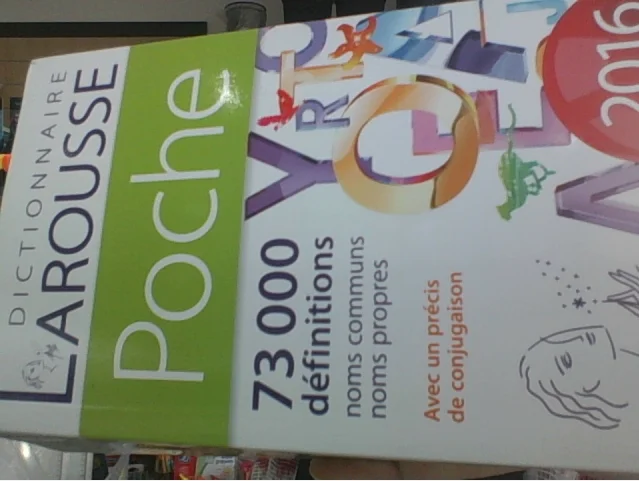 DICTIONNAIRE
LAROUSSE
Poche
2016
73 000
définitions
noms communs
noms propres
Avec un précis
de conjugaison